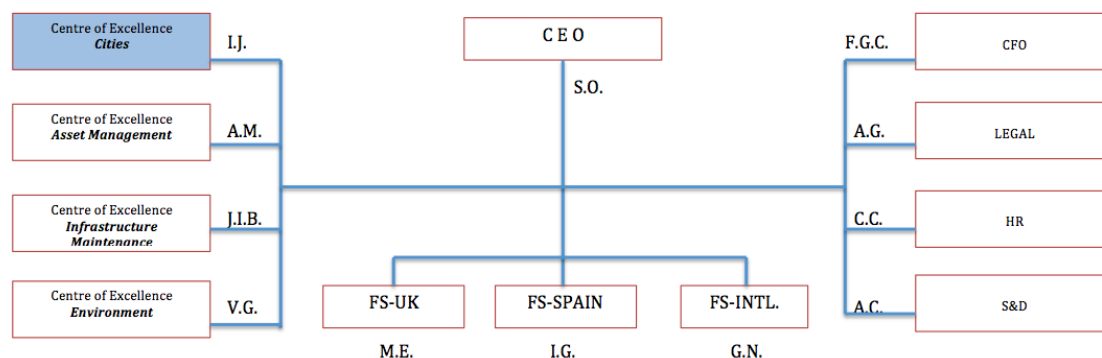 Centre of Excellence
Cities
I.J.
C E O
F.G.C.
CFO
S.O.
Centre of Excellence
Asset Management
A.M.
A.G.
LEGAL
Centre of Excellence
Infrastructure
Maintenance
J.I.B.
C.C.
HR
Centre of Excellence
Environment
V.G.
FS-UK
FS-SPAIN
FS-INTL.
A.C.
S&D
M.E.
I.G.
G.N.